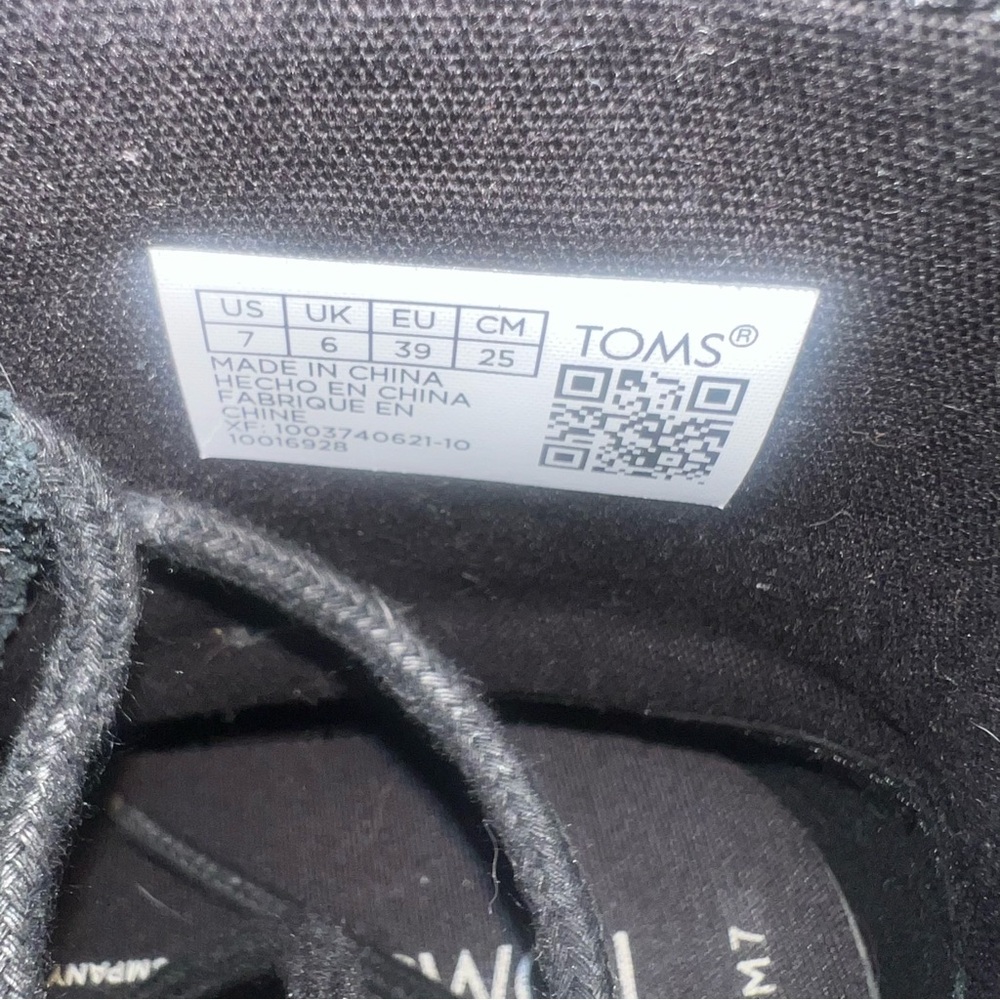 US UK EU CM
7 6 39 25
TOMS®
MADE IN CHINA
HECHO EN CHINA
FABRIQUE EN
CHINE
XF: 1003740621-10
10016928
M7